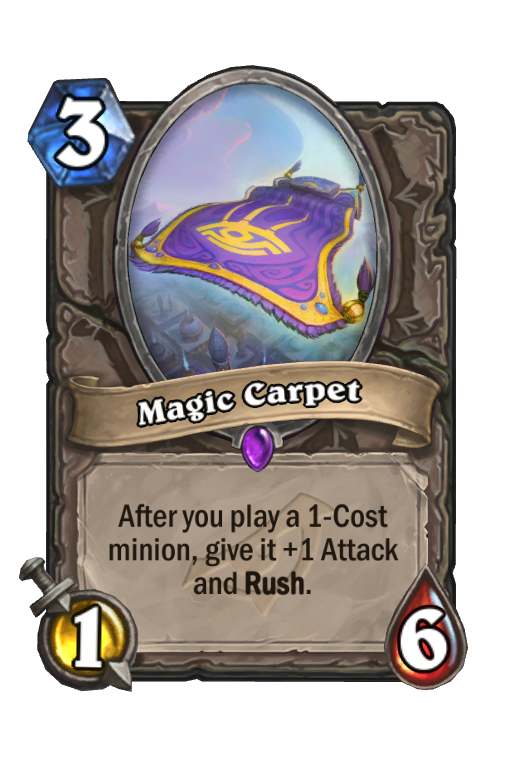 3
Magic Carpet
After you play a 1-Cost
minion, give it +1 Attack
and Rush.
1
6